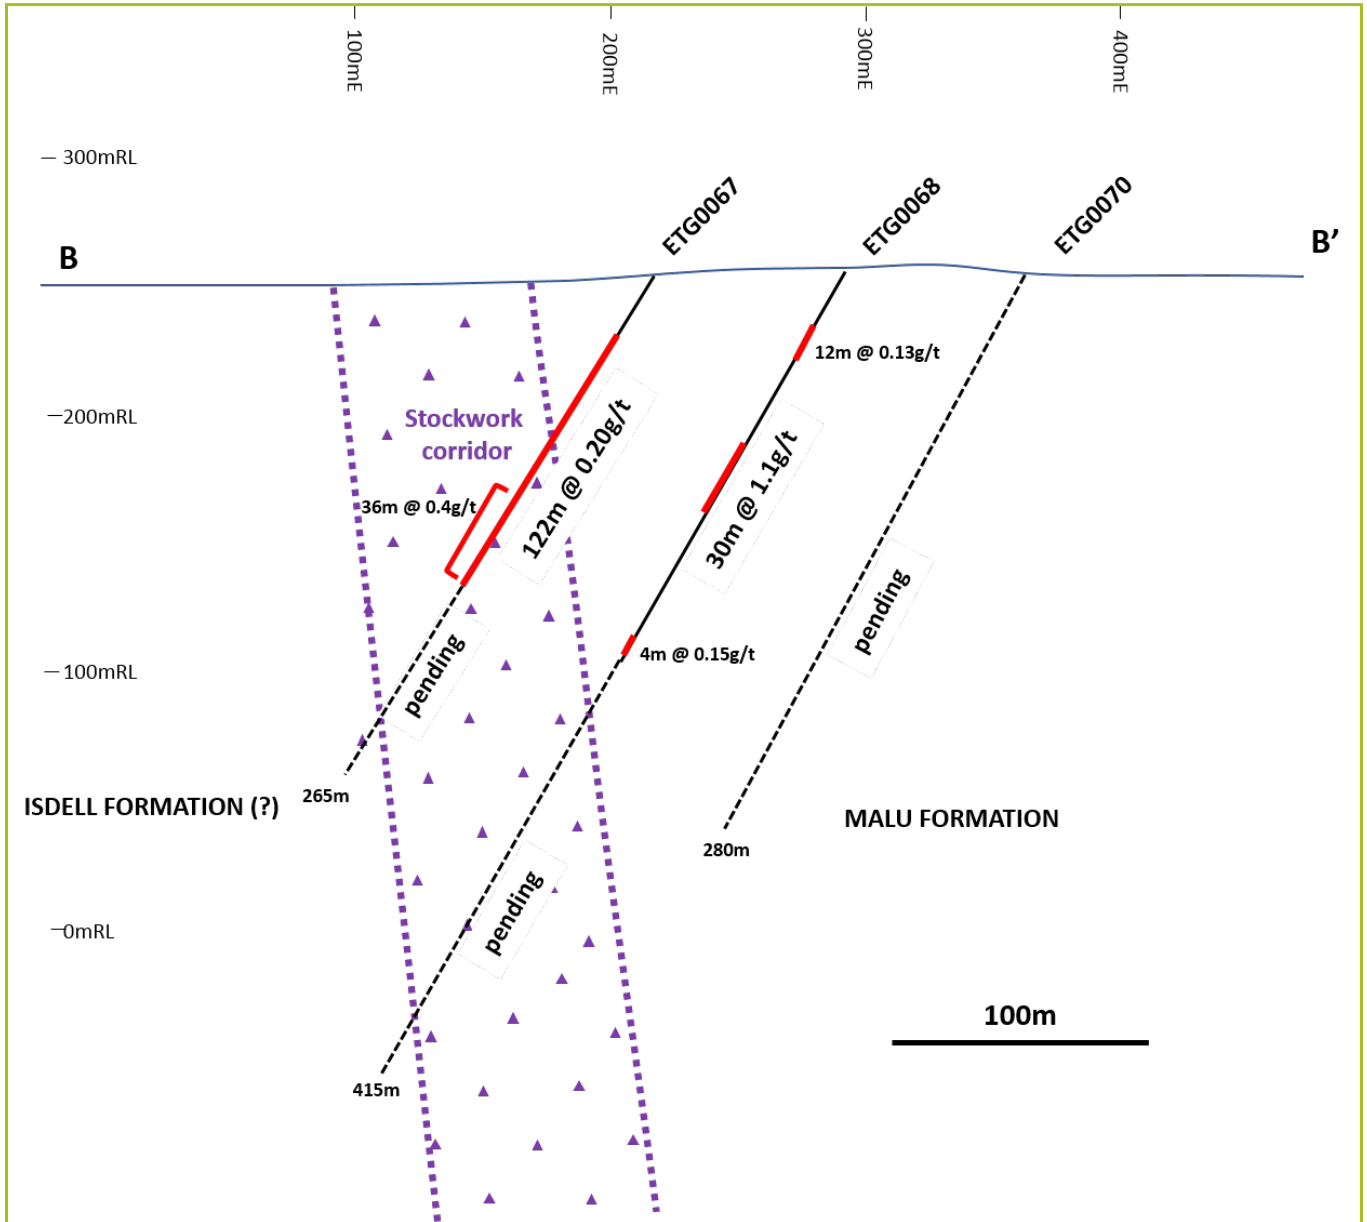 100mE
200mE
300mE
400mE
300mRL
ETG0067
ETG0068
ETG0070
B
B’
12m @ 0.13g/t
200mRL
Stockwork
corridor
122m @ 0.20g/t
30m @ 1.1g/t
36m @ 0.4g/t
pending
pending
4m @ 0.15g/t
100mRL
265m
ISDELL FORMATION (?)
MALU FORMATION
280m
pending
0mRL
100m
415m